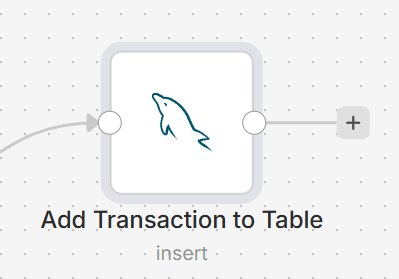 Add Transaction to Table
insert